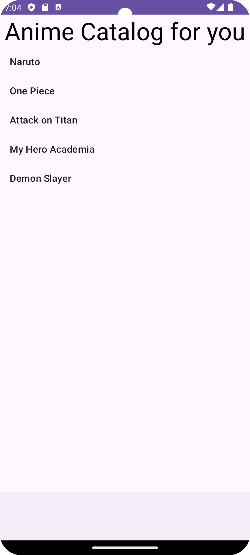 7:04
Anime Catalog for you
Naruto
One Piece
Attack on Titan
My Hero Academia
Demon Slayer